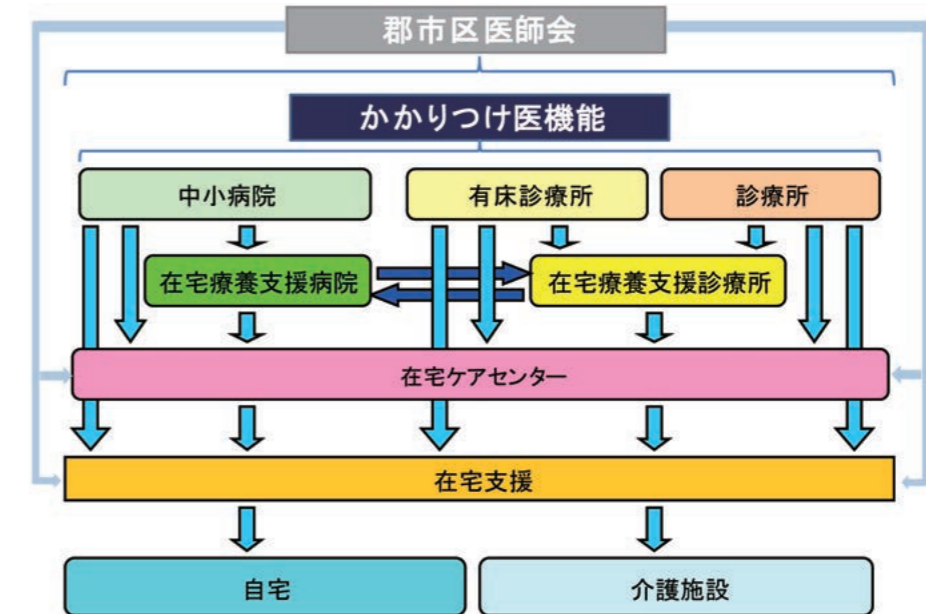 郡市区医師会
かかりつけ医機能
中小病院
有床診療所
診療所
在宅療養支援病院
在宅療養支援診療所
在宅ケアセンター
在宅支援
自宅
介護施設